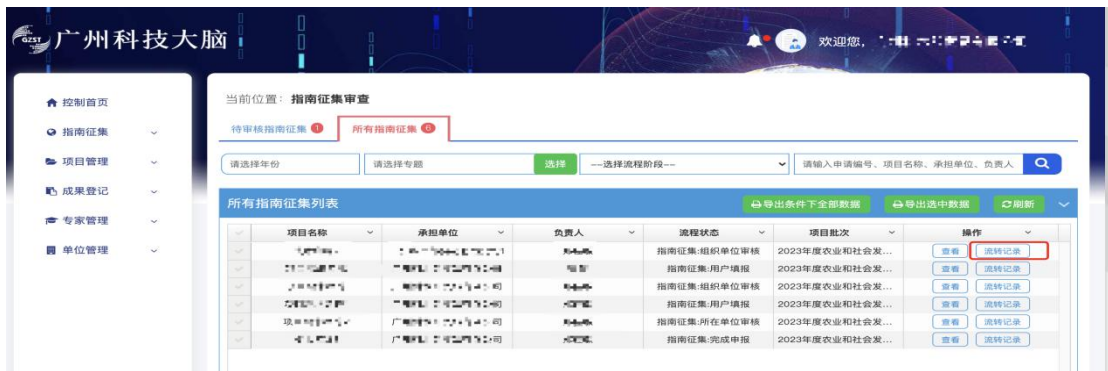 GZST 广州科技大脑
欢迎您，
控制首页
指南征集
项目管理
成果登记
专家管理
单位管理
当前位置：指南征集审查
待审核指南征集 1 所有指南征集 6
请选择年份 请选择专题 选择 ---选择流程阶段--- 请输入申请编号、项目名称、承担单位、负责人
所有指南征集列表 导出条件下全部数据 导出选中数据 刷新
项目名称 承担单位 负责人 流程状态 项目批次 操作
指南征集:组织单位审核 2023年度农业和社会发... 查看 流转记录
指南征集:用户填报 2023年度农业和社会发... 查看 流转记录
司 指南征集:组织单位审核 2023年度农业和社会发... 查看 流转记录
指南征集:用户填报 2023年度农业和社会发... 查看 流转记录
司 指南征集:所在单位审核 2023年度农业和社会发... 查看 流转记录
司 指南征集:完成申报 2023年度农业和社会发... 查看 流转记录